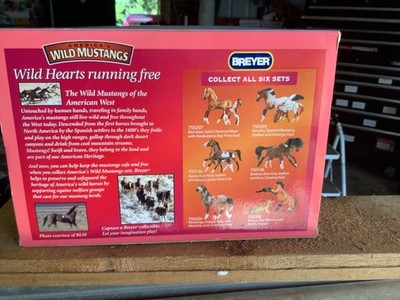 AMERICA'S
WILD MUSTANGS
Wild Hearts running free
The Wild Mustangs of the
American West
Untouched by human hands, traveling in family bands,
America's mustangs still live wild and free throughout
the West today. Descended from the first horses brought to
North America by the Spanish settlers in the 1600's they frolic
and play on the high ranges, gallop through dark desert
canyons and drink from cool mountain streams.
Mustangs! Swift and brave, they belong to the land and
are part of our American Heritage.
And now, you can help keep the mustangs safe and free
when you collect America's Wild Mustangs sets. Breyer
helps to preserve and safeguard the
heritage of America's wild horses by
supporting equine welfare groups
that care for our mustang herds.
Photo courtesy of BLM
Capture a Breyer collectible.
Let your imagination play!
BREYER
COLLECT ALL SIX SETS
750207